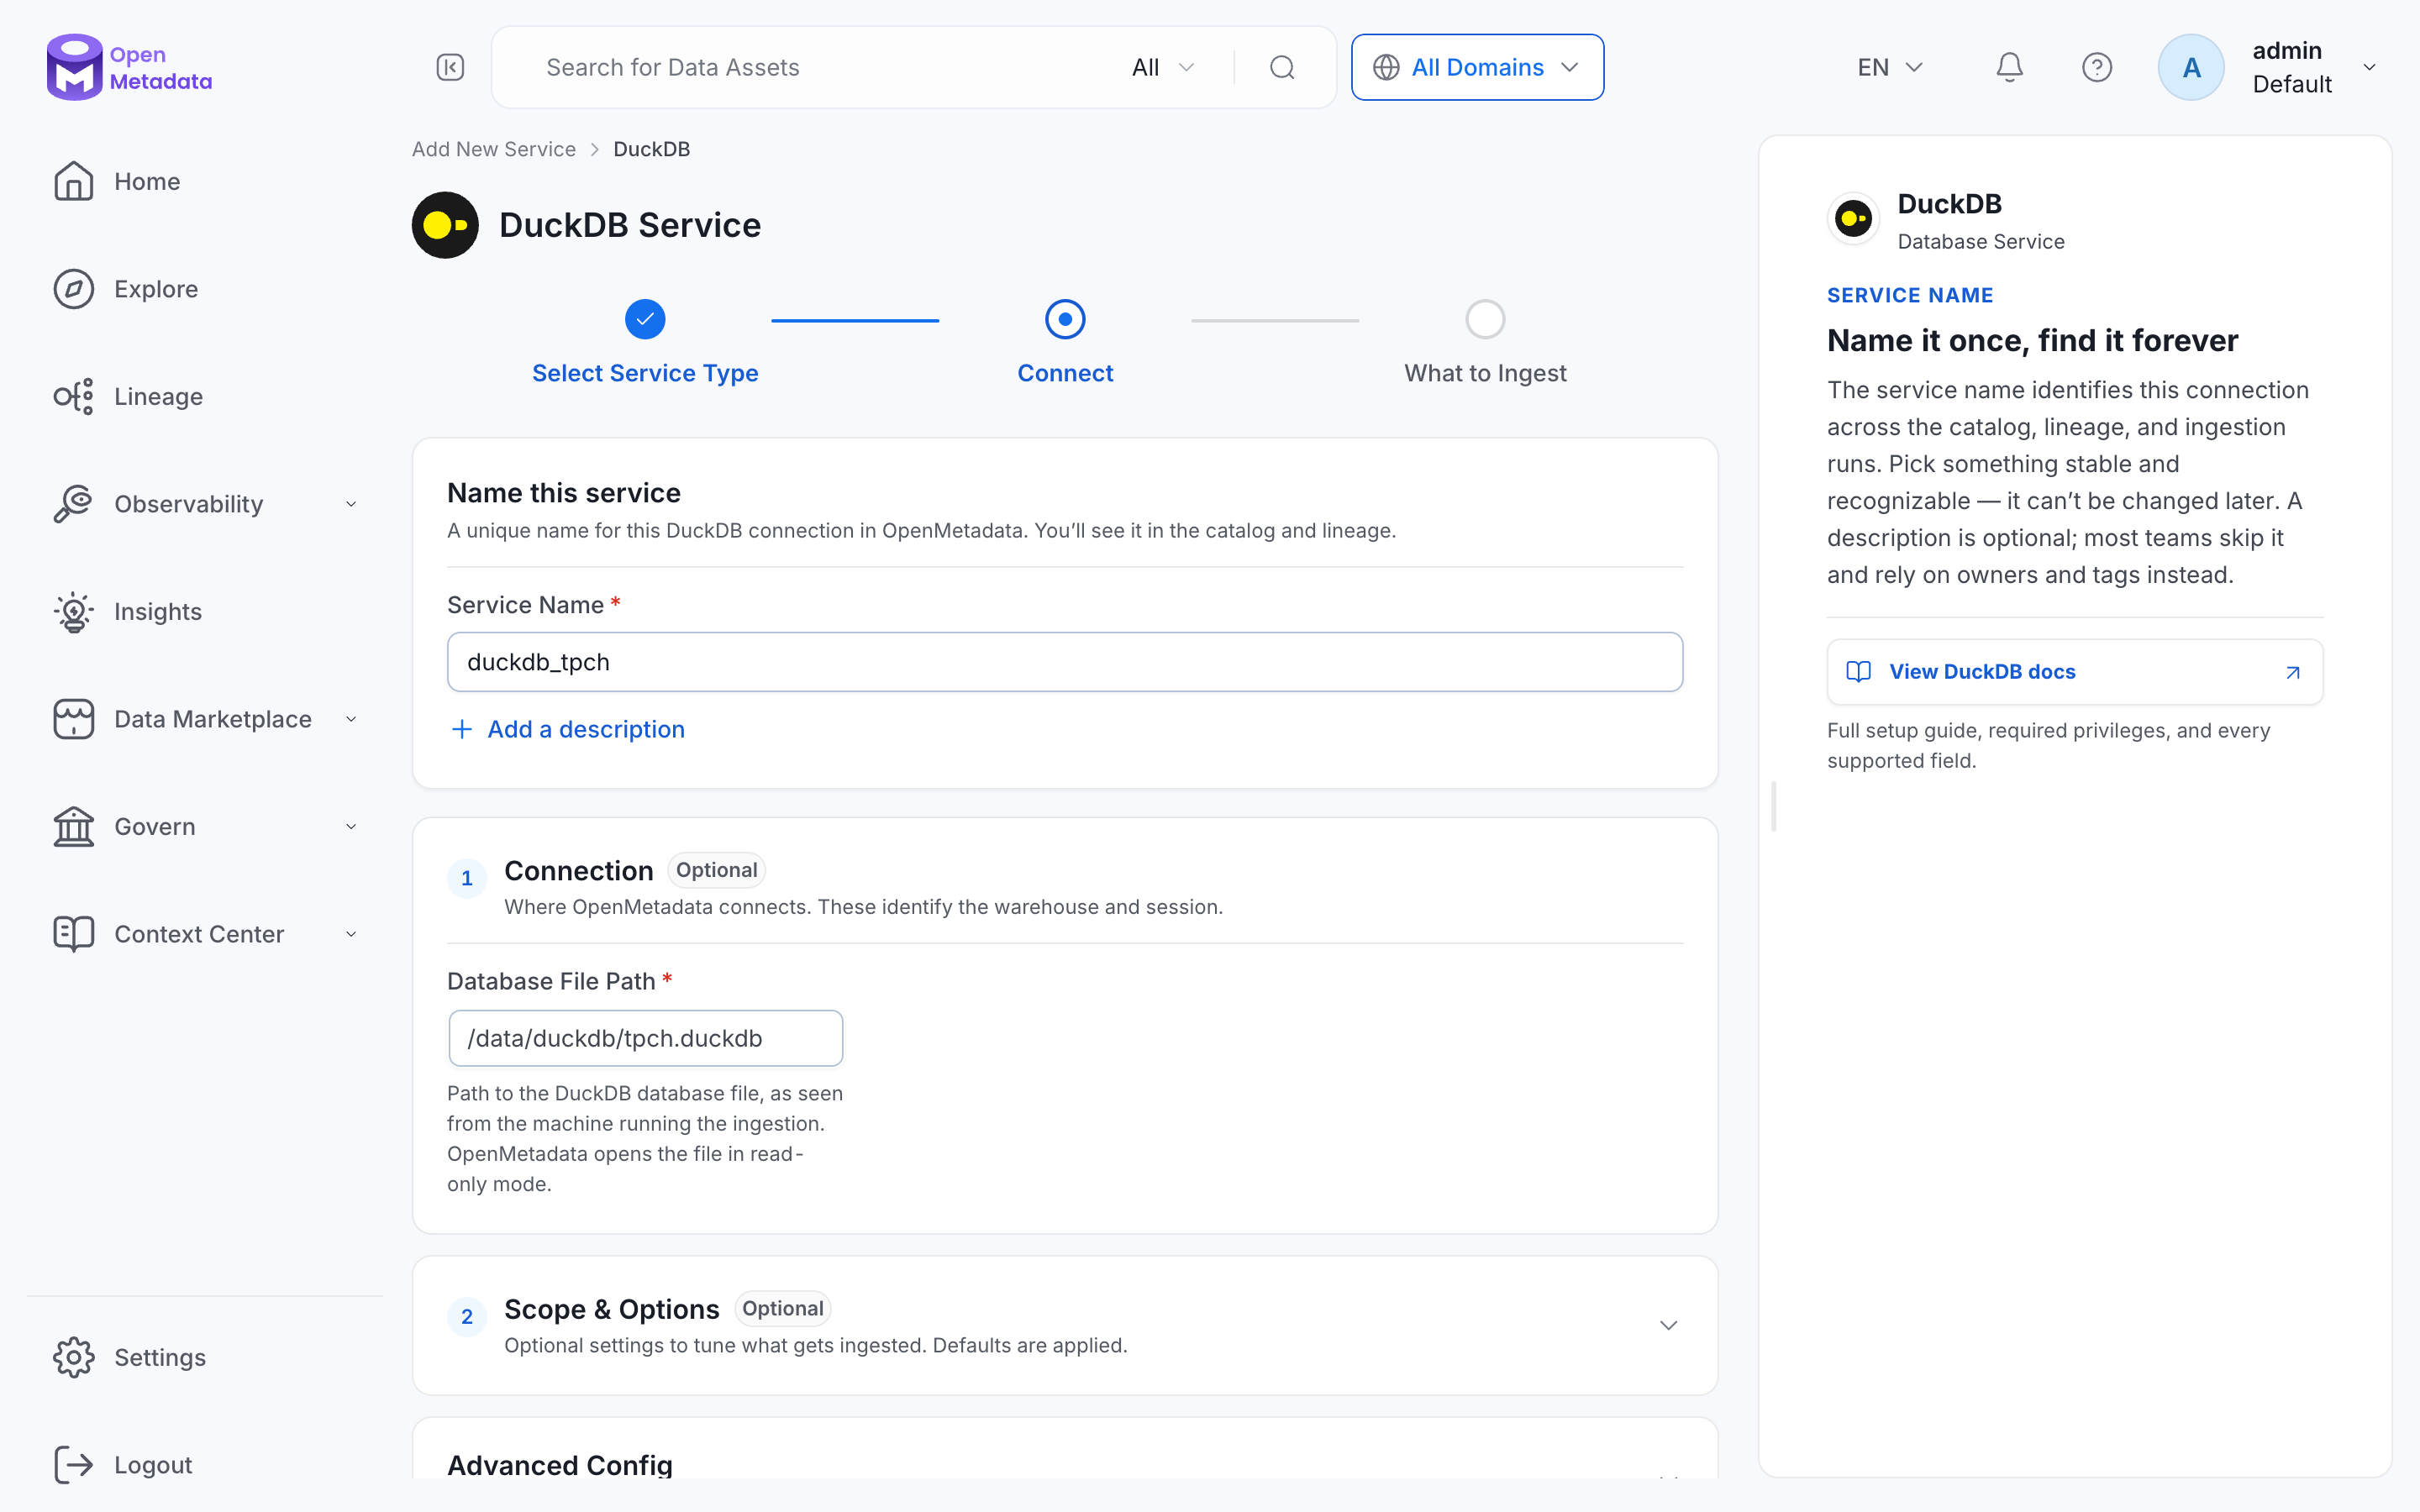 Open
Metadata
Search for Data Assets
All
All Domains
EN
A
admin
Default
Home
Explore
Lineage
Observability
Insights
Data Marketplace
Govern
Context Center
Settings
Logout
Add New Service > DuckDB
DuckDB Service
Select Service Type
Connect
What to Ingest
Name this service
A unique name for this DuckDB connection in OpenMetadata. You’ll see it in the catalog and lineage.
Service Name *
duckdb_tpch
+ Add a description
1
Connection
Optional
Where OpenMetadata connects. These identify the warehouse and session.
Database File Path *
/data/duckdb/tpch.duckdb
Path to the DuckDB database file, as seen
from the machine running the ingestion.
OpenMetadata opens the file in read-
only mode.
2
Scope & Options
Optional
Optional settings to tune what gets ingested. Defaults are applied.
Advanced Config
DuckDB
Database Service
SERVICE NAME
Name it once, find it forever
The service name identifies this connection
across the catalog, lineage, and ingestion
runs. Pick something stable and
recognizable — it can’t be changed later. A
description is optional; most teams skip it
and rely on owners and tags instead.
View DuckDB docs
Full setup guide, required privileges, and every
supported field.